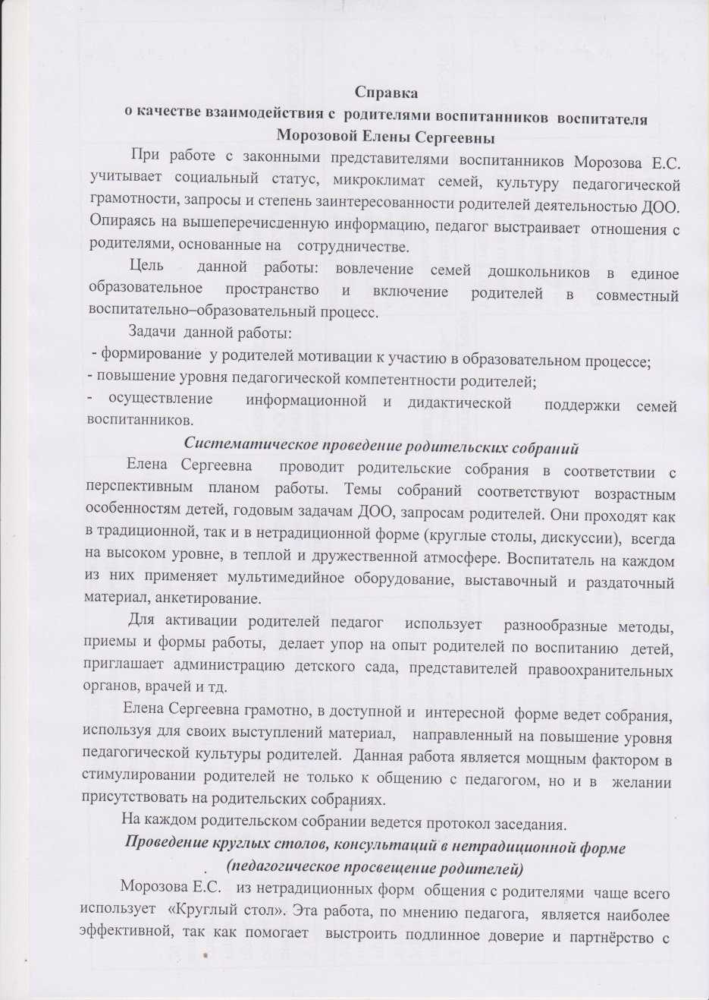 Справка
о качестве взаимодействия с родителями воспитанников воспитателя
Морозовой Елены Сергеевны
При работе с законными представителями воспитанников Морозова Е.С.
учитывает социальный статус, микроклимат семей, культуру педагогической
грамотности, запросы и степень заинтересованности родителей деятельностью ДОО.
Опираясь на вышеперечисленную информацию, педагог выстраивает отношения с
родителями, основанные на сотрудничестве.
Цель данной работы: вовлечение семей дошкольников в единое
образовательное пространство и включение родителей в совместный
воспитательно–образовательный процесс.
Задачи данной работы:
- формирование у родителей мотивации к участию в образовательном процессе;
- повышение уровня педагогической компетентности родителей;
- осуществление информационной и дидактической поддержки семей
воспитанников.
Систематическое проведение родительских собраний
Елена Сергеевна проводит родительские собрания в соответствии с
перспективным планом работы. Темы собраний соответствуют возрастным
особенностям детей, годовым задачам ДОО, запросам родителей. Они проходят как
в традиционной, так и в нетрадиционной форме (круглые столы, дискуссии), всегда
на высоком уровне, в теплой и дружественной атмосфере. Воспитатель на каждом
из них применяет мультимедийное оборудование, выставочный и раздаточный
материал, анкетирование.
Для активации родителей педагог использует разнообразные методы,
приемы и формы работы, делает упор на опыт родителей по воспитанию детей,
приглашает администрацию детского сада, представителей правоохранительных
органов, врачей и тд.
Елена Сергеевна грамотно, в доступной и интересной форме ведет собрания,
используя для своих выступлений материал, направленный на повышение уровня
педагогической культуры родителей. Данная работа является мощным фактором в
стимулировании родителей не только к общению с педагогом, но и в желании
присутствовать на родительских собраниях.
На каждом родительском собрании ведется протокол заседания.
Проведение круглых столов, консультаций в нетрадиционной форме
(педагогическое просвещение родителей)
Морозова Е.С. из нетрадиционных форм общения с родителями чаще всего
использует «Круглый стол». Эта работа, по мнению педагога, является наиболее
эффективной, так как помогает выстроить подлинное доверие и партнёрство с